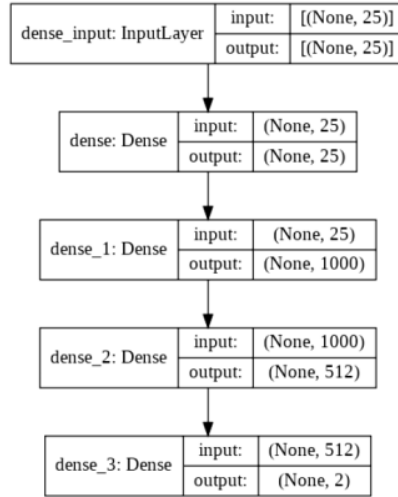 dense_input: InputLayer
input: [(None, 25)]
output: [(None, 25)]
dense: Dense
input: (None, 25)
output: (None, 25)
dense_1: Dense
input: (None, 25)
output: (None, 1000)
dense_2: Dense
input: (None, 1000)
output: (None, 512)
dense_3: Dense
input: (None, 512)
output: (None, 2)